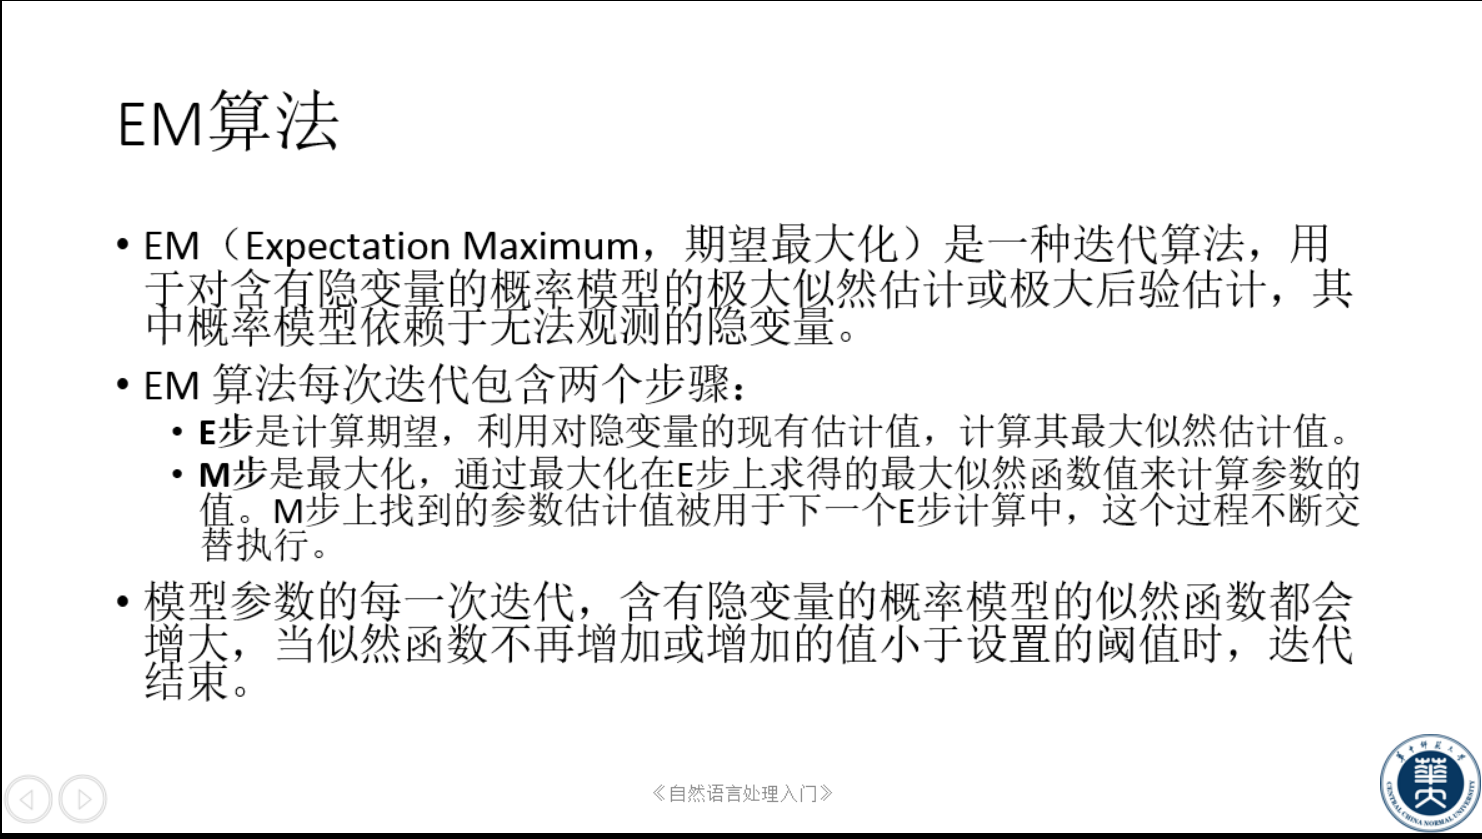 EM算法
• EM（Expectation Maximum，期望最大化）是一种迭代算法，用
于对含有隐变量的概率模型的极大似然估计或极大后验估计，其
中概率模型依赖于无法观测的隐变量。
• EM 算法每次迭代包含两个步骤：
• E步是计算期望，利用对隐变量的现有估计值，计算其最大似然估计值。
• M步是最大化，通过最大化在E步上求得的最大似然函数值来计算参数的
值。M步上找到的参数估计值被用于下一个E步计算中，这个过程不断交
替执行。
• 模型参数的每一次迭代，含有隐变量的概率模型的似然函数都会
增大，当似然函数不再增加或增加的值小于设置的阈值时，迭代
结束。
《自然语言处理入门》
華中师范大学
華大
CENTRAL CHINA NORMAL UNIVERSITY